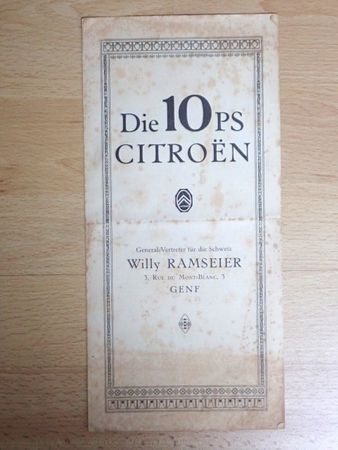 Die 10 PS
CITROËN
General-Vertreter für die Schweiz
Willy RAMSEIER
3, Rue du Mont-Blanc, 3
GENF